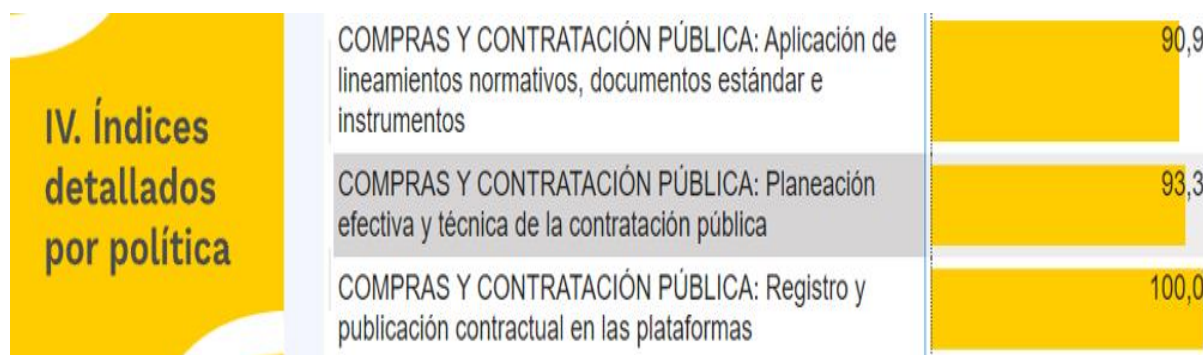 IV. Índices
detallados
por política
COMPRAS Y CONTRATACIÓN PÚBLICA: Aplicación de
lineamientos normativos, documentos estándar e
instrumentos
90,9
COMPRAS Y CONTRATACIÓN PÚBLICA: Planeación
efectiva y técnica de la contratación pública
93,3
COMPRAS Y CONTRATACIÓN PÚBLICA: Registro y
publicación contractual en las plataformas
100,0